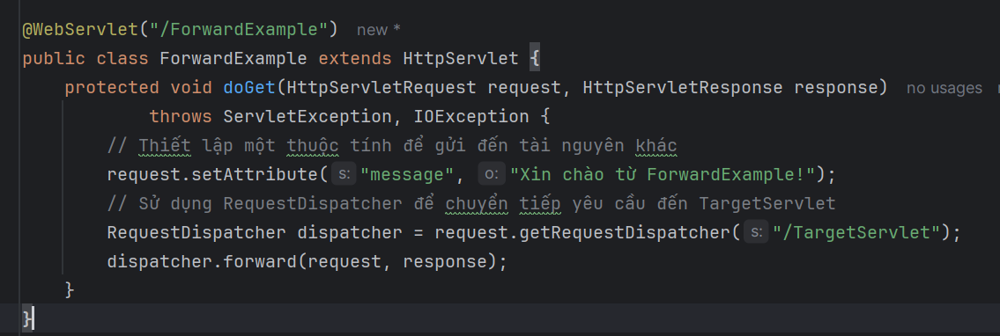 @WebServlet("/ForwardExample") new *
public class ForwardExample extends HttpServlet {
protected void doGet(HttpServletRequest request, HttpServletResponse response) no usages
throws ServletException, IOException {
// Thiết lập một thuộc tính để gửi đến tài nguyên khác
request.setAttribute( s: "message", o: "Xin chào từ ForwardExample!");
// Sử dụng RequestDispatcher để chuyển tiếp yêu cầu đến TargetServlet
RequestDispatcher dispatcher = request.getRequestDispatcher( s: "/TargetServlet");
dispatcher.forward(request, response);
}
}